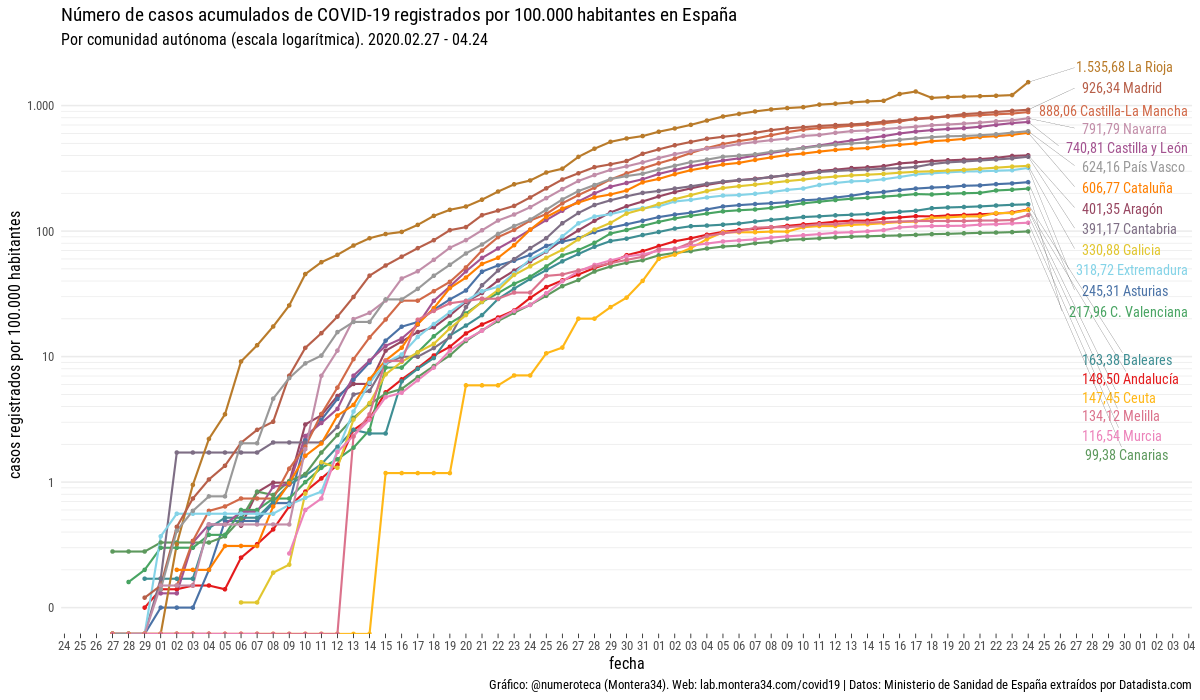 Número de casos acumulados de COVID-19 registrados por 100.000 habitantes en España
Por comunidad autónoma (escala logarítmica). 2020.02.27 - 04.24
casos registrados por 100.000 habitantes
1.000
100
10
1
0
1.535,68 La Rioja
926,34 Madrid
888,06 Castilla-La Mancha
791,79 Navarra
740,81 Castilla y León
624,16 País Vasco
606,77 Cataluña
401,35 Aragón
391,17 Cantabria
330,88 Galicia
318,72 Extremadura
245,31 Asturias
217,96 C. Valenciana
163,38 Baleares
148,50 Andalucía
147,45 Ceuta
134,12 Melilla
116,54 Murcia
99,38 Canarias
24 25 26 27 28 29 01 02 03 04 05 06 07 08 09 10 11 12 13 14 15 16 17 18 19 20 21 22 23 24 25 26 27 28 29 30 31 01 02 03 04 05 06 07 08 09 10 11 12 13 14 15 16 17 18 19 20 21 22 23 24 25 26 27 28 29 30 01 02 03 04
fecha
Gráfico: @numeroteca (Montera34). Web: lab.montera34.com/covid19 | Datos: Ministerio de Sanidad de España extraídos por Datadista.com